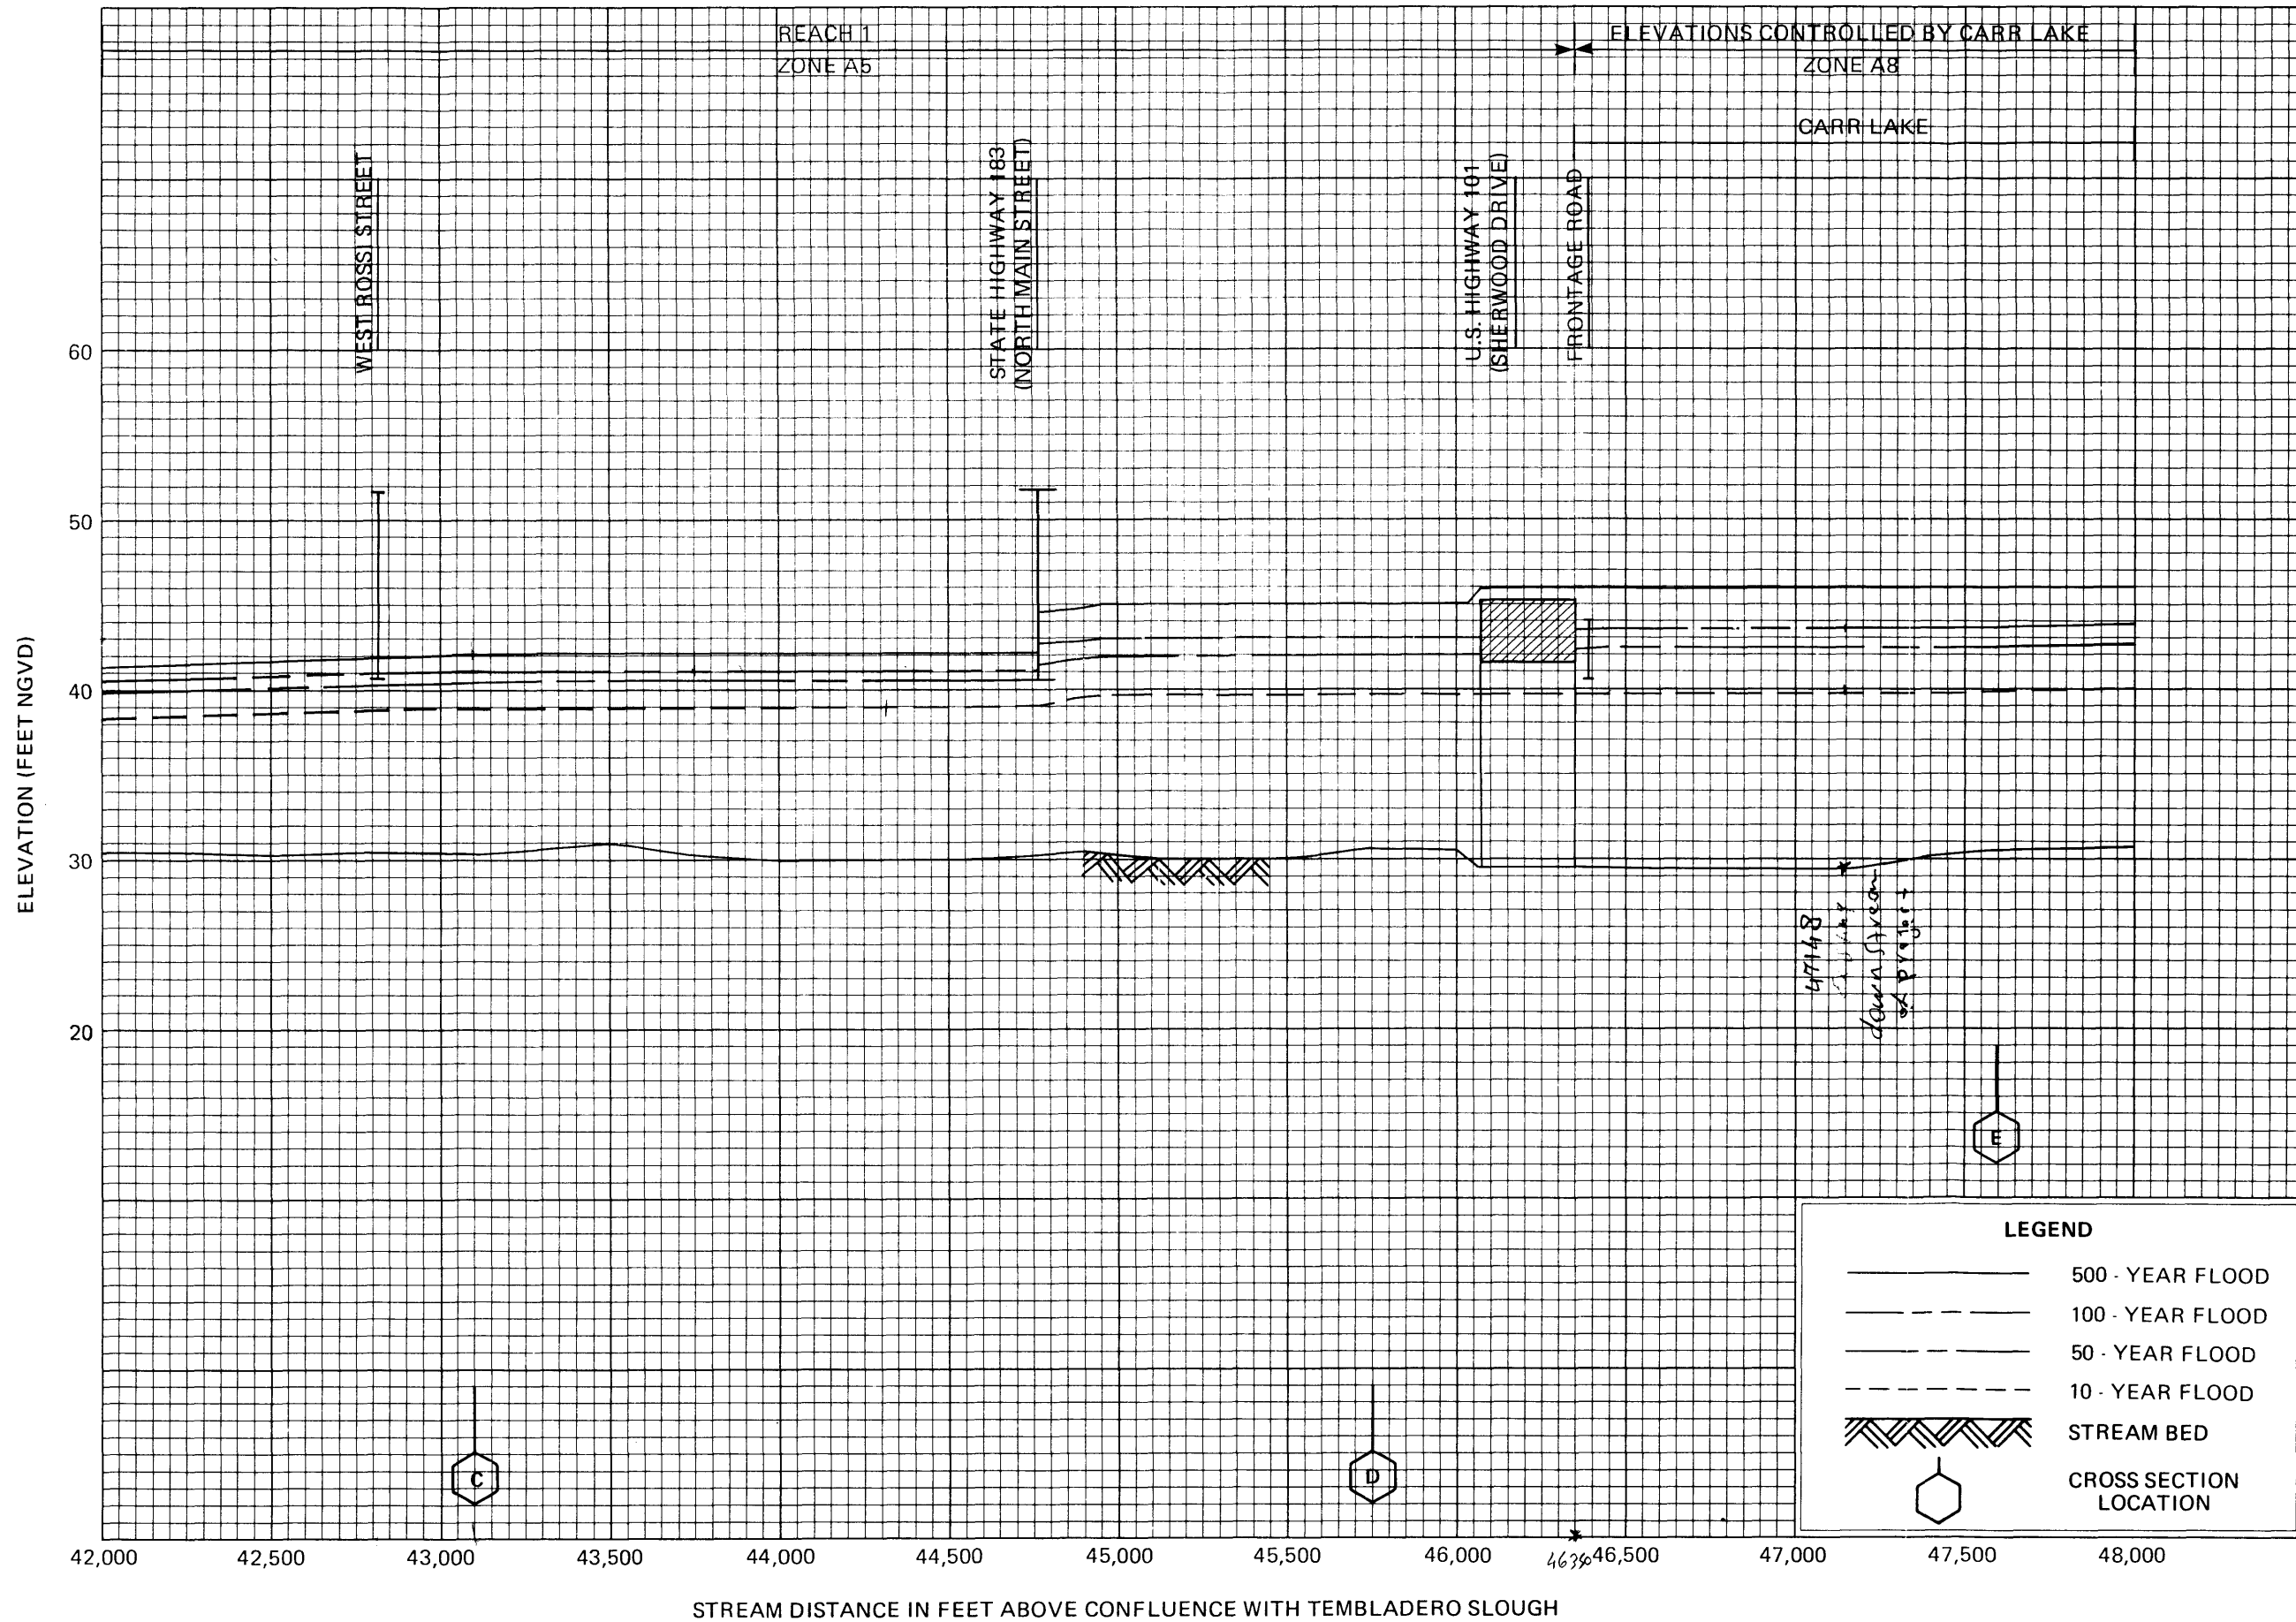 REACH 1
ZONE A5
ELEVATIONS CONTROLLED BY CARR LAKE
ZONE A8
CARR LAKE
WEST ROSSI STREET
STATE HIGHWAY 183
(NORTH MAIN STREET)
U.S. HIGHWAY 101
(SHERWOOD DRIVE)
FRONTAGE ROAD
ELEVATION (FEET NGVD)
60
50
40
30
20
47148
downstream
of project
C
D
E
LEGEND
500 - YEAR FLOOD
100 - YEAR FLOOD
50 - YEAR FLOOD
10 - YEAR FLOOD
STREAM BED
CROSS SECTION
LOCATION
42,000 42,500 43,000 43,500 44,000 44,500 45,000 45,500 46,000 46350 46,500 47,000 47,500 48,000
STREAM DISTANCE IN FEET ABOVE CONFLUENCE WITH TEMBLADERO SLOUGH